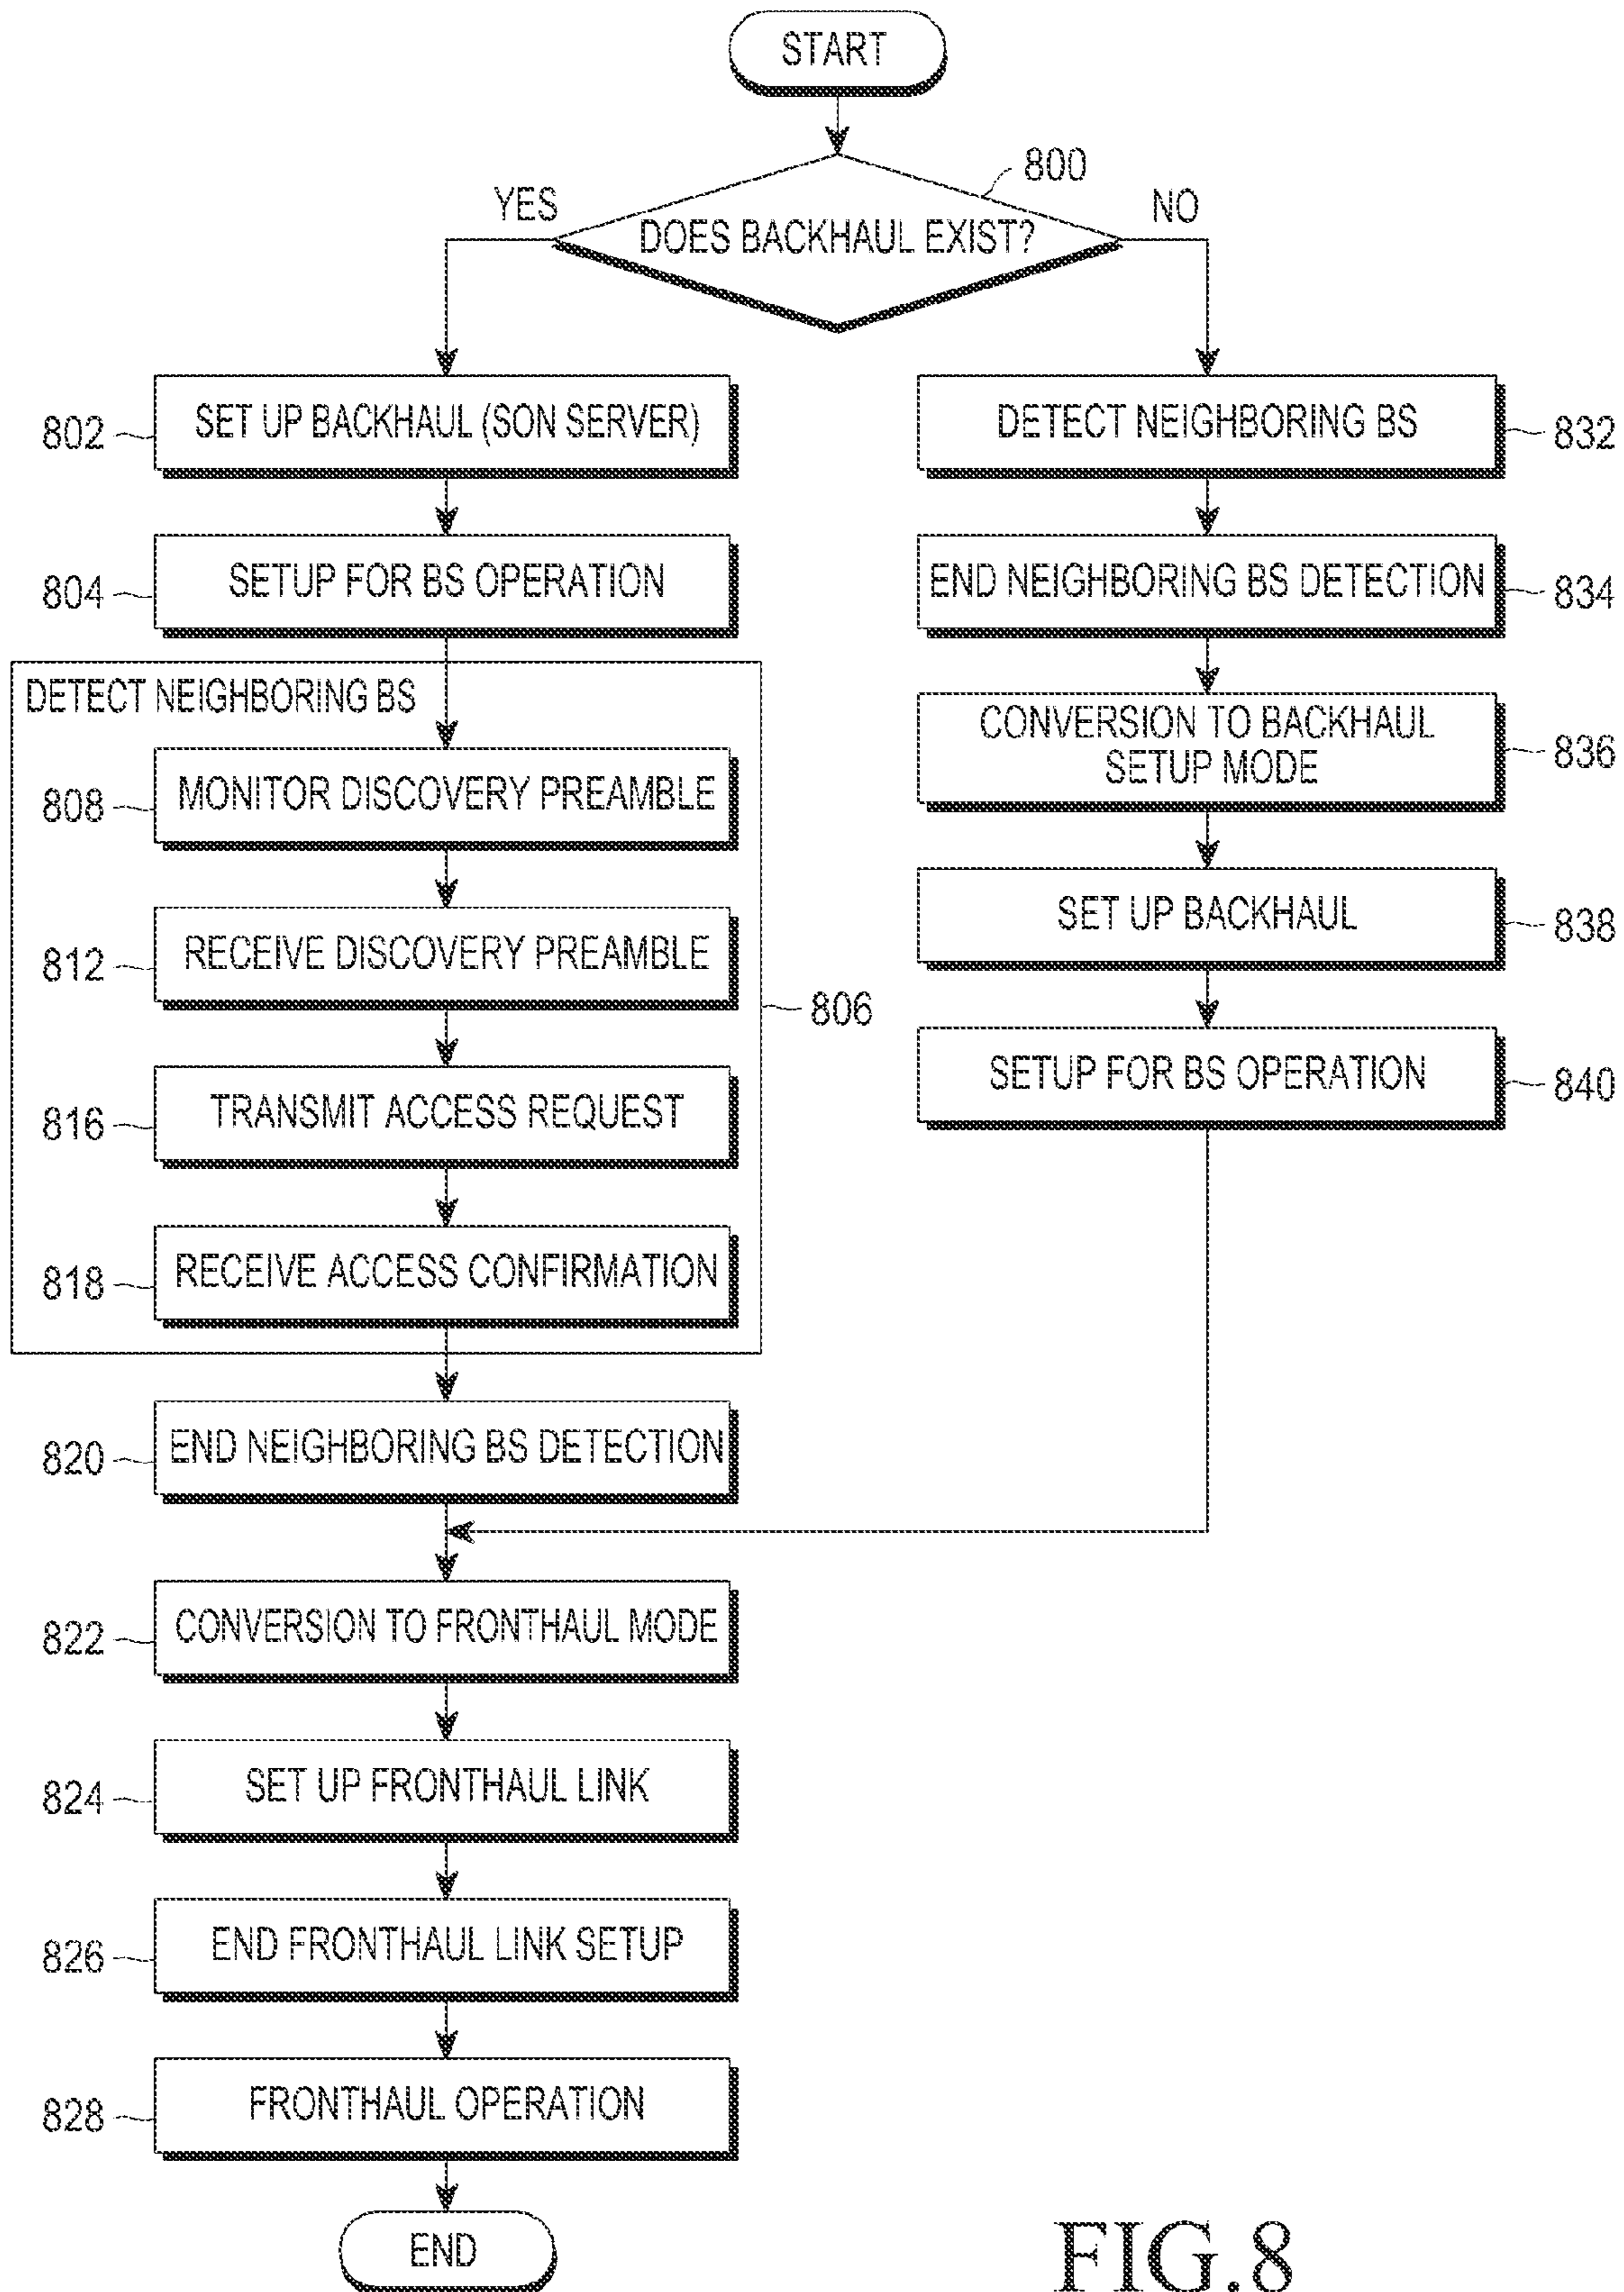 START
800
YES
NO
DOES BACKHAUL EXIST?
802
SET UP BACKHAUL (SON SERVER)
804
SETUP FOR BS OPERATION
DETECT NEIGHBORING BS
808
MONITOR DISCOVERY PREAMBLE
812
RECEIVE DISCOVERY PREAMBLE
806
816
TRANSMIT ACCESS REQUEST
818
RECEIVE ACCESS CONFIRMATION
820
END NEIGHBORING BS DETECTION
DETECT NEIGHBORING BS
832
END NEIGHBORING BS DETECTION
834
CONVERSION TO BACKHAUL
SETUP MODE
836
SET UP BACKHAUL
838
SETUP FOR BS OPERATION
840
822
CONVERSION TO FRONTHAUL MODE
824
SET UP FRONTHAUL LINK
826
END FRONTHAUL LINK SETUP
828
FRONTHAUL OPERATION
END
FIG.8